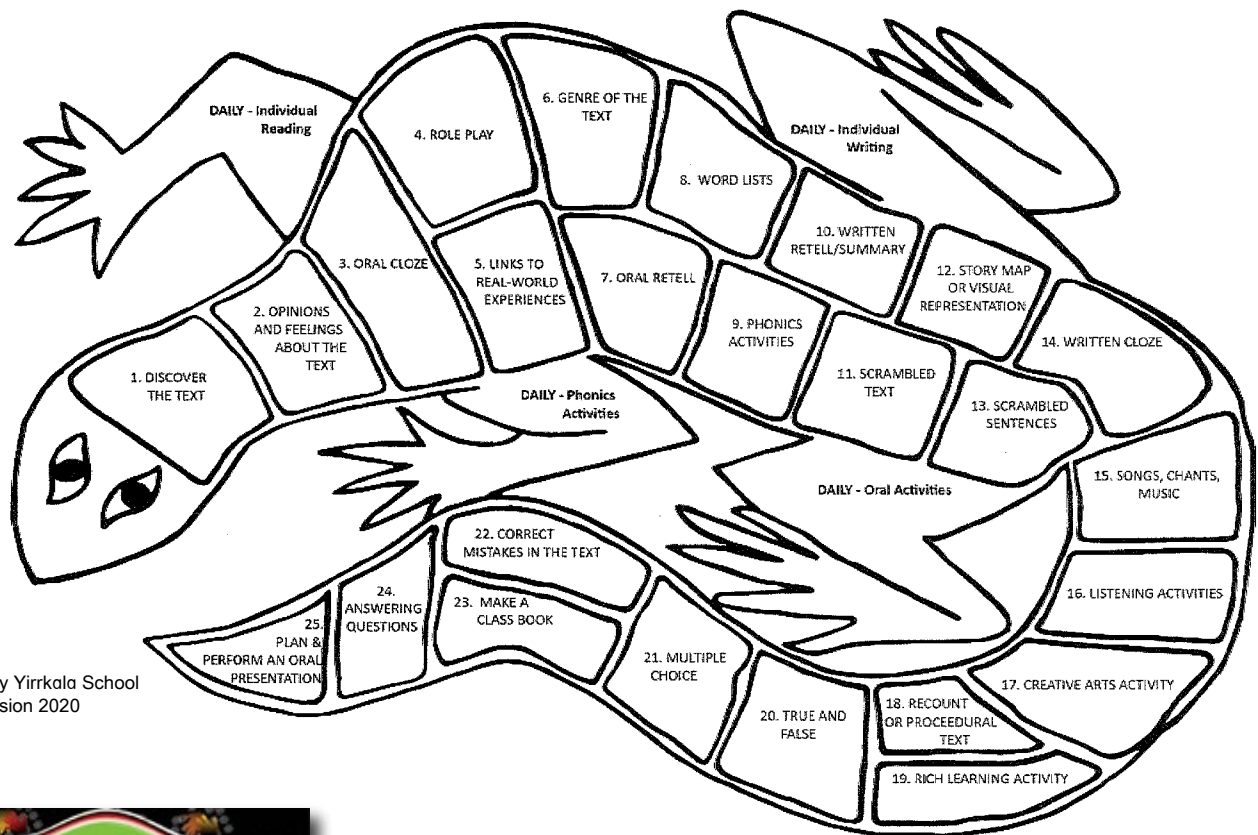 DAILY - Individual
Reading
DAILY - Individual
Writing
1. DISCOVER
THE TEXT
2. OPINIONS
AND FEELINGS
ABOUT THE
TEXT
3. ORAL CLOZE
4. ROLE PLAY
5. LINKS TO
REAL-WORLD
EXPERIENCES
6. GENRE OF THE
TEXT
7. ORAL RETELL
8. WORD LISTS
9. PHONICS
ACTIVITIES
10. WRITTEN
RETELL/SUMMARY
11. SCRAMBLED
TEXT
12. STORY MAP
OR VISUAL
REPRESENTATION
13. SCRAMBLED
SENTENCES
14. WRITTEN CLOZE
DAILY - Phonics
Activities
DAILY - Oral Activities
15. SONGS, CHANTS,
MUSIC
16. LISTENING ACTIVITIES
17. CREATIVE ARTS ACTIVITY
18. RECOUNT
OR PROCEEDURAL
TEXT
19. RICH LEARNING ACTIVITY
20. TRUE AND
FALSE
21. MULTIPLE
CHOICE
22. CORRECT
MISTAKES IN THE TEXT
23. MAKE A
CLASS BOOK
24.
ANSWERING
QUESTIONS
25.
PLAN &
PERFORM AN ORAL
PRESENTATION
y Yirrkala School
sion 2020